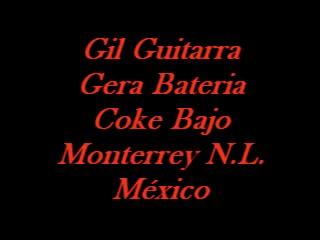 Gil Guitarra
Gera Bateria
Coke Bajo
Monterrey N.L.
México